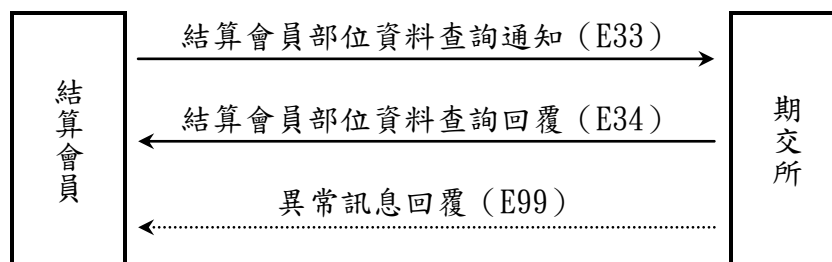 結算會員部位資料查詢通知（E33）
結算會員
結算會員部位資料查詢回覆（E34）
期交所
異常訊息回覆（E99）